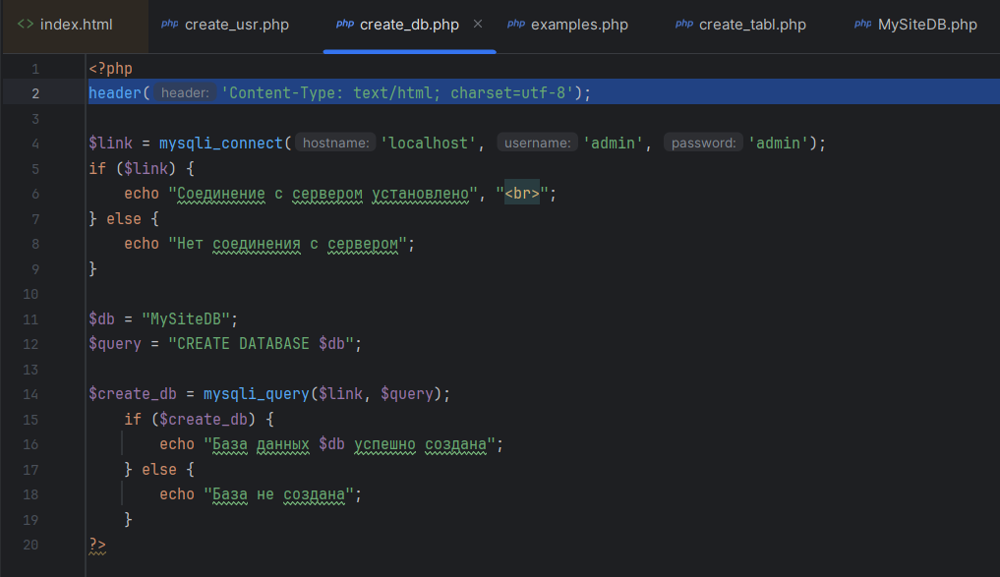 <> index.html php create_usr.php php create_db.php × php examples.php php create_tabl.php php MySiteDB.php
1 <?php
2 header( header: 'Content-Type: text/html; charset=utf-8');
3
4 $link = mysqli_connect( hostname: 'localhost', username: 'admin', password: 'admin');
5 if ($link) {
6     echo "Соединение с сервером установлено", "<br>";
7 } else {
8     echo "Нет соединения с сервером";
9 }
10
11 $db = "MySiteDB";
12 $query = "CREATE DATABASE $db";
13
14 $create_db = mysqli_query($link, $query);
15     if ($create_db) {
16         echo "База данных $db успешно создана";
17     } else {
18         echo "База не создана";
19     }
20 ?>